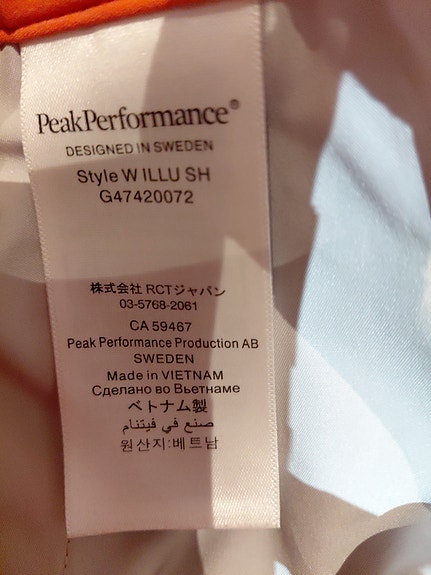 PeakPerformance®
DESIGNED IN SWEDEN
Style W ILLU SH
G47420072
株式会社 RCTジャパン
03-5768-2061
CA 59467
Peak Performance Production AB
SWEDEN
Made in VIETNAM
Сделано во Вьетнаме
ベトナム製
صنع في فيتنام
원산지:베트남